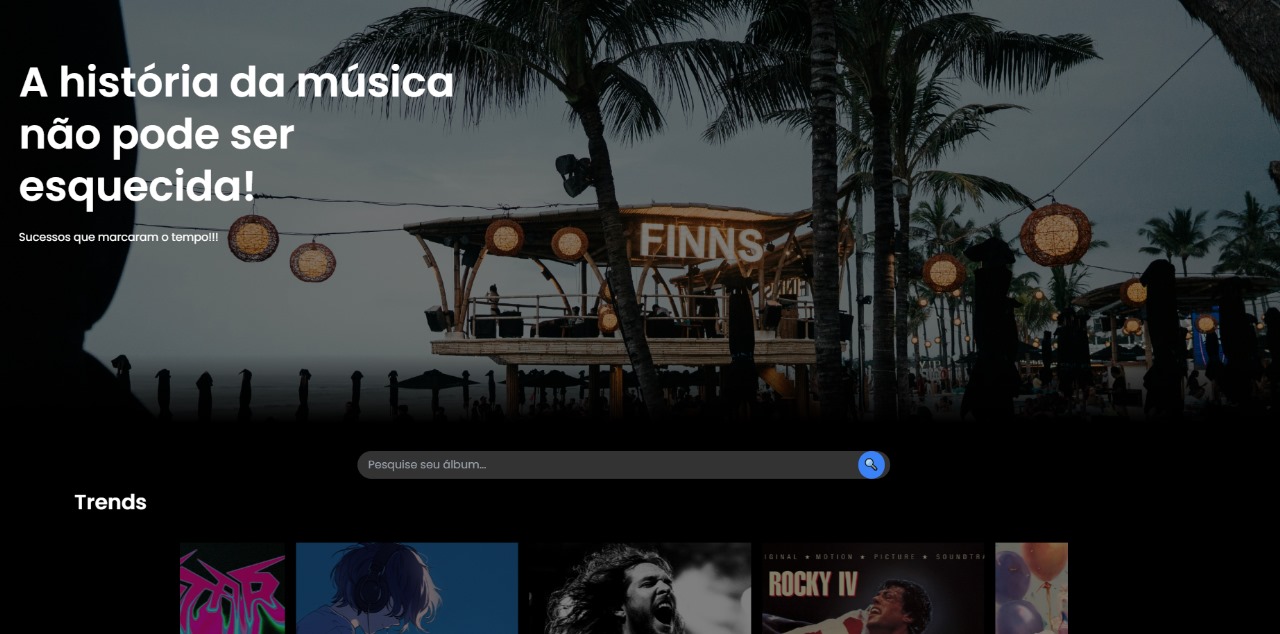 A história da música
não pode ser
esquecida!
Sucessos que marcaram o tempo!!!
FINNS
Pesquise seu álbum...
Trends
IGINAL ★ MOTION ★ PICTURE ★ SOUNDTRA
ROCKY IV